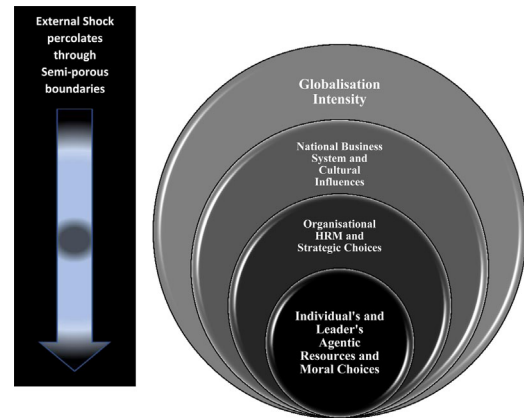 External Shock
percolates
through
Semi-porous
boundaries
Globalisation
Intensity
National Business
System and
Cultural
Influences
Organisational
HRM and
Strategic Choices
Individual's and
Leader's
Agentic
Resources and
Moral Choices